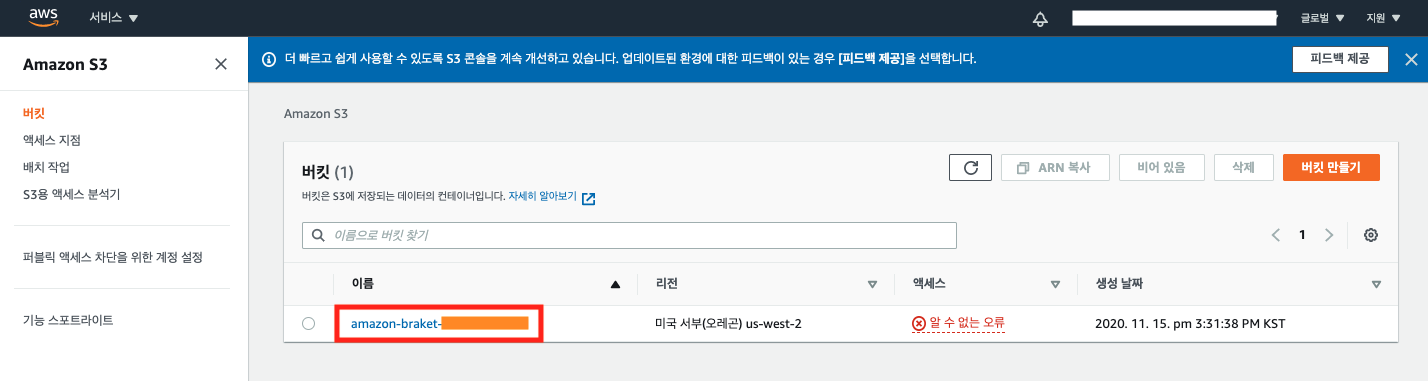 aws 서비스 글로벌 지원
Amazon S3
더 빠르고 쉽게 사용할 수 있도록 S3 콘솔을 계속 개선하고 있습니다. 업데이트된 환경에 대한 피드백이 있는 경우 [피드백 제공]을 선택합니다. 피드백 제공
버킷
액세스 지점
배치 작업
S3용 액세스 분석기
퍼블릭 액세스 차단을 위한 계정 설정
기능 스포트라이트
Amazon S3
버킷 (1) ARN 복사 비어 있음 삭제 버킷 만들기
버킷은 S3에 저장되는 데이터의 컨테이너입니다. 자세히 알아보기
이름으로 버킷 찾기 1
이름 리전 액세스 생성 날짜
amazon-braket- 미국 서부(오레곤) us-west-2 알 수 없는 오류 2020. 11. 15. pm 3:31:38 PM KST